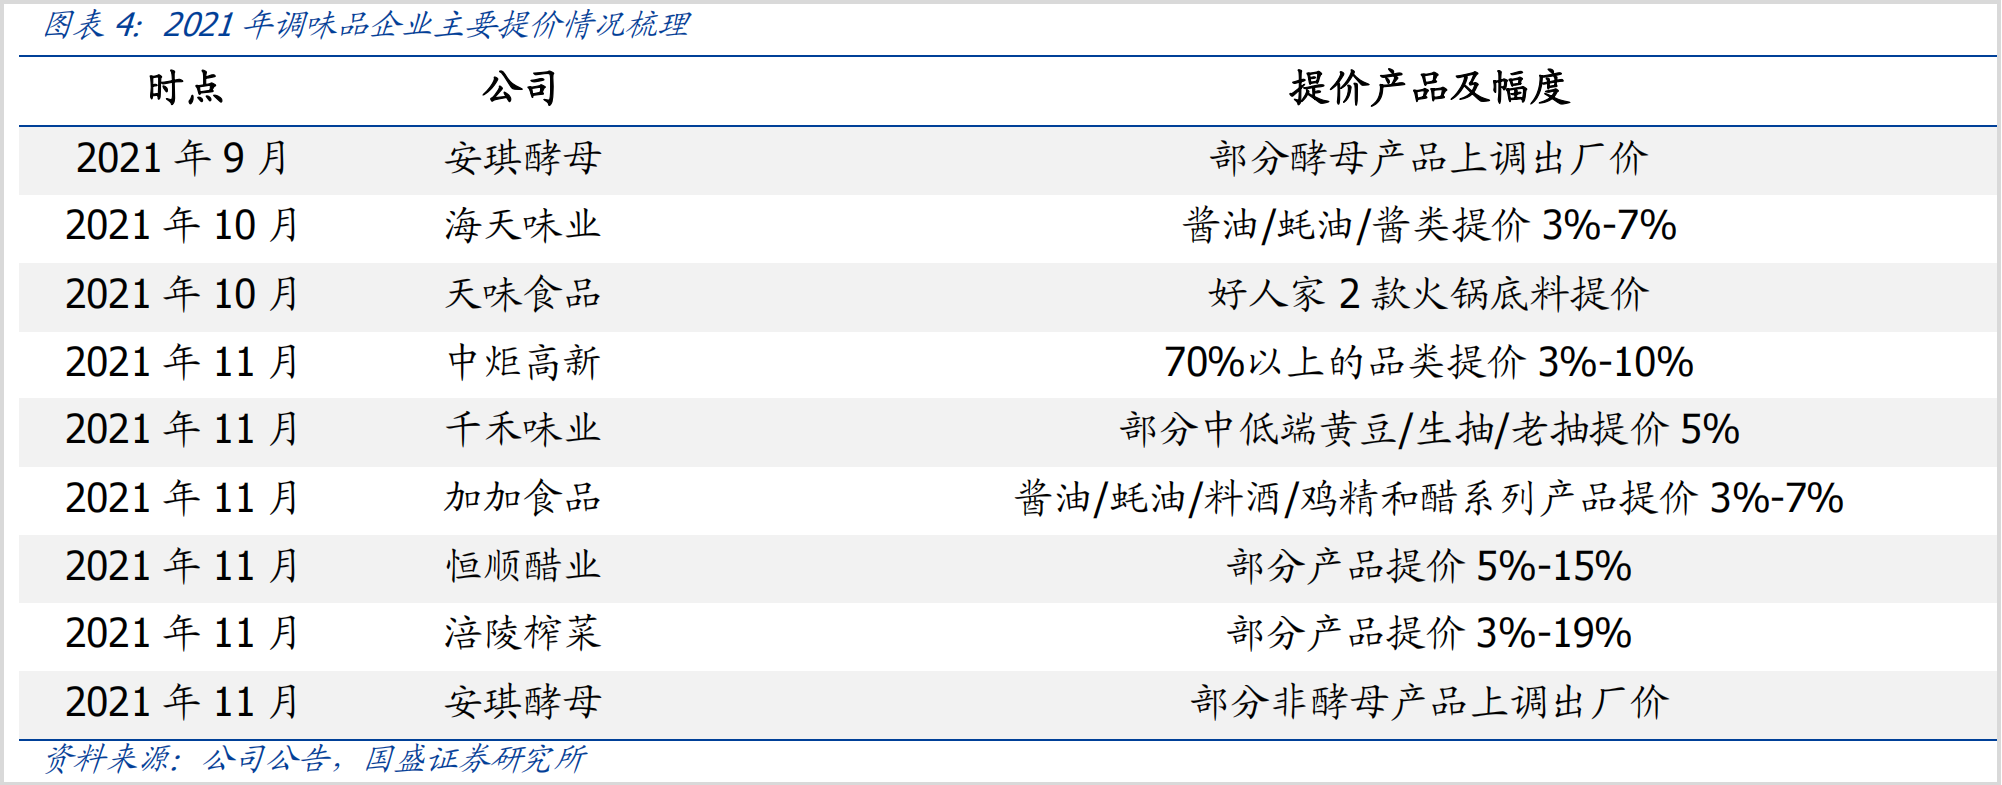 图表 4：2021 年调味品企业主要提价情况梳理
时点 公司 提价产品及幅度
2021 年 9 月 安琪酵母 部分酵母产品上调出厂价
2021 年 10 月 海天味业 酱油/蚝油/酱类提价 3%-7%
2021 年 10 月 天味食品 好人家 2 款火锅底料提价
2021 年 11 月 中炬高新 70%以上的品类提价 3%-10%
2021 年 11 月 千禾味业 部分中低端黄豆/生抽/老抽提价 5%
2021 年 11 月 加加食品 酱油/蚝油/料酒/鸡精和醋系列产品提价 3%-7%
2021 年 11 月 恒顺醋业 部分产品提价 5%-15%
2021 年 11 月 涪陵榨菜 部分产品提价 3%-19%
2021 年 11 月 安琪酵母 部分非酵母产品上调出厂价
资料来源：公司公告，国盛证券研究所